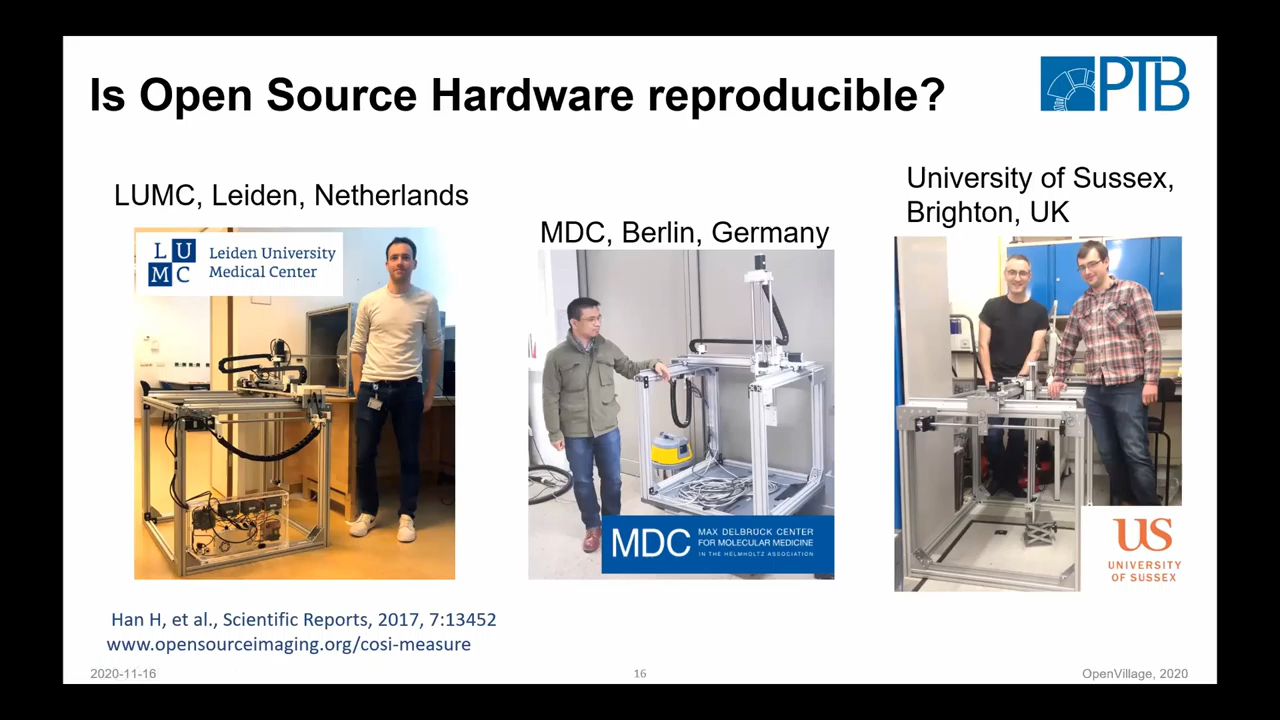 Is Open Source Hardware reproducible?
PTB
LUMC, Leiden, Netherlands
LU
MC
Leiden University
Medical Center
MDC, Berlin, Germany
MDC
MAX DELBRÜCK CENTER
FOR MOLECULAR MEDICINE
IN THE HELMHOLTZ ASSOCIATION
University of Sussex,
Brighton, UK
US
UNIVERSITY
OF SUSSEX
Han H, et al., Scientific Reports, 2017, 7:13452
www.opensourceimaging.org/cosi-measure
2020-11-16
16
OpenVillage, 2020